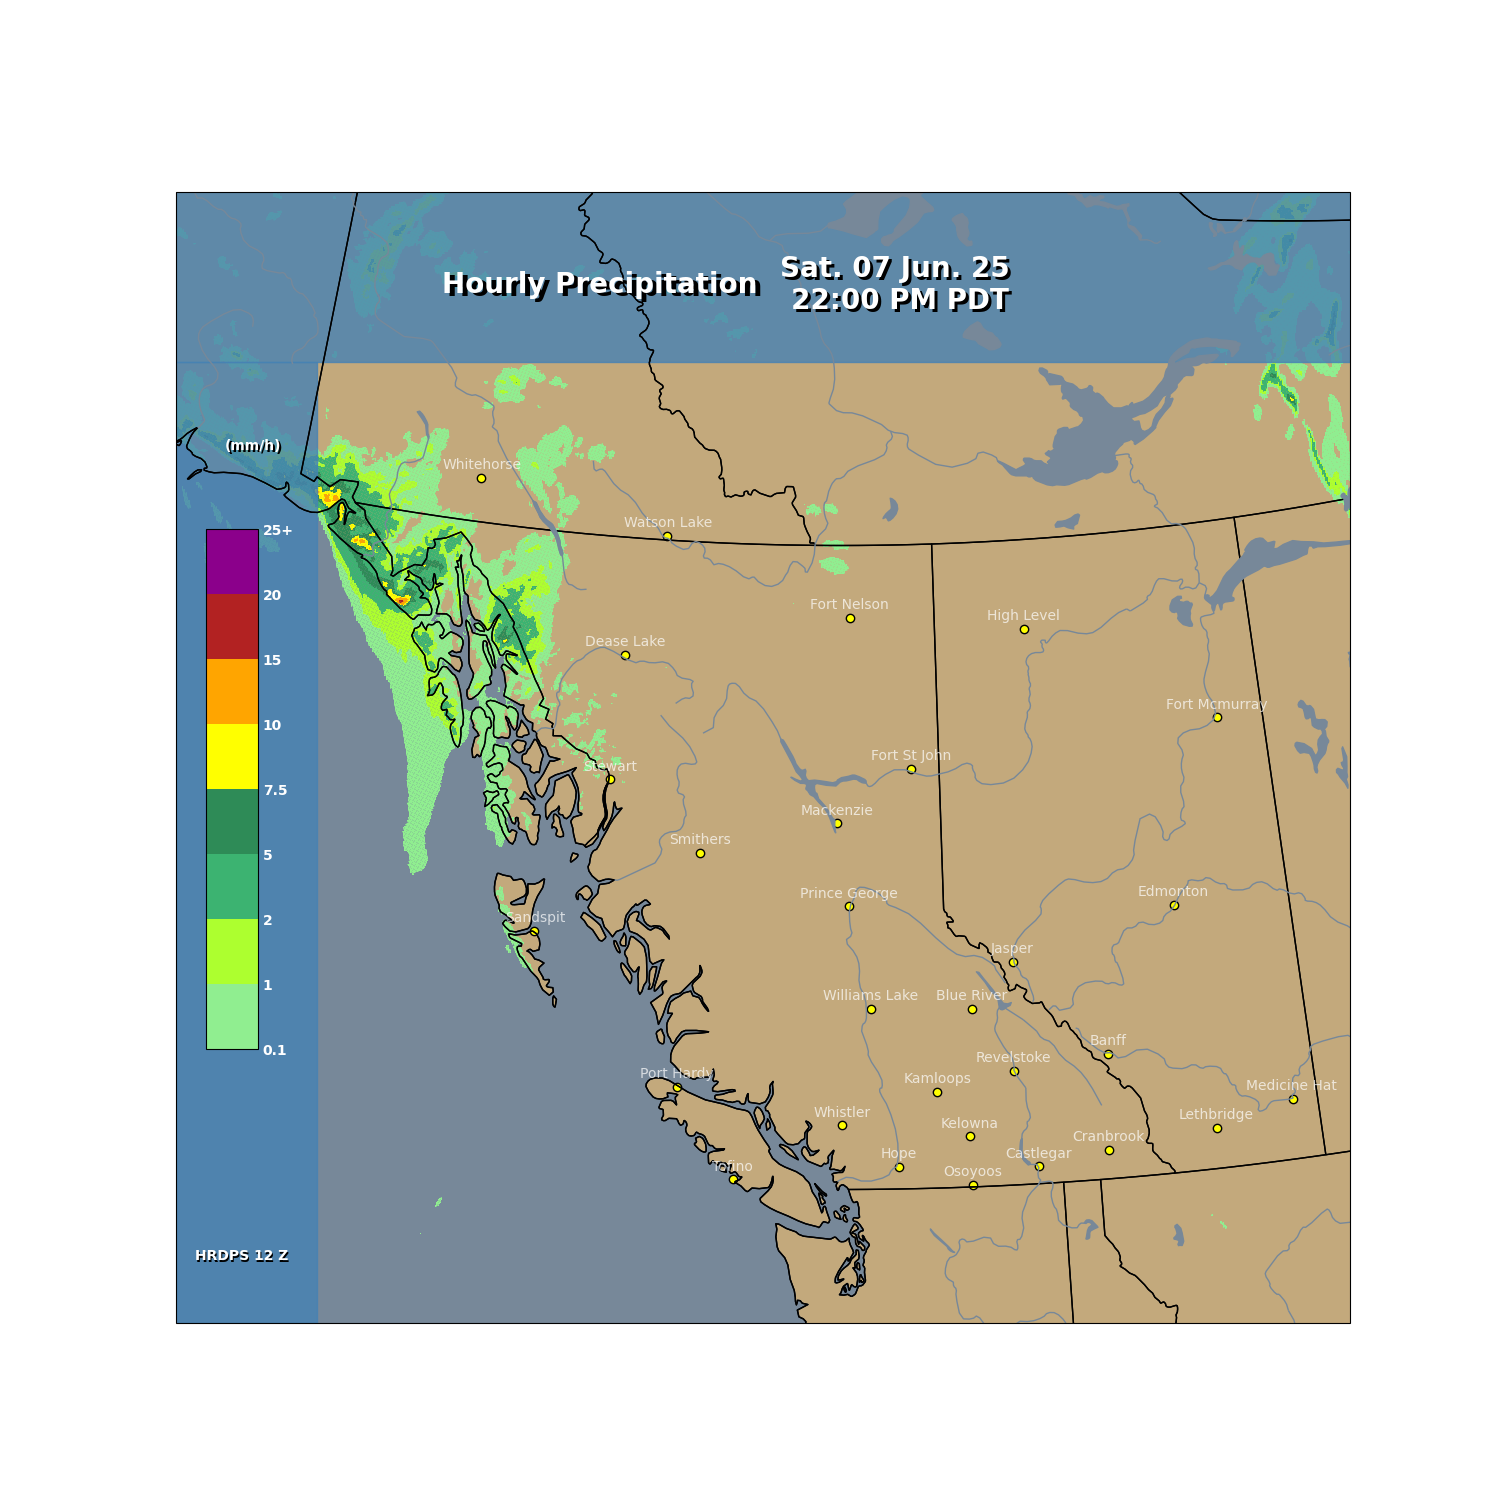 Hourly Precipitation
Sat. 07 Jun. 25
22:00 PM PDT
(mm/h)
25+
20
15
10
7.5
5
2
1
0.1
HRDPS 12 Z
Whitehorse
Watson Lake
Fort Nelson
High Level
Dease Lake
Fort Mcmurray
Fort St John
Stewart
Mackenzie
Smithers
Prince George
Edmonton
Sandspit
Jasper
Williams Lake
Blue River
Banff
Revelstoke
Port Hardy
Kamloops
Medicine Hat
Whistler
Lethbridge
Kelowna
Cranbrook
Hope
Castlegar
Tofino
Osoyoos